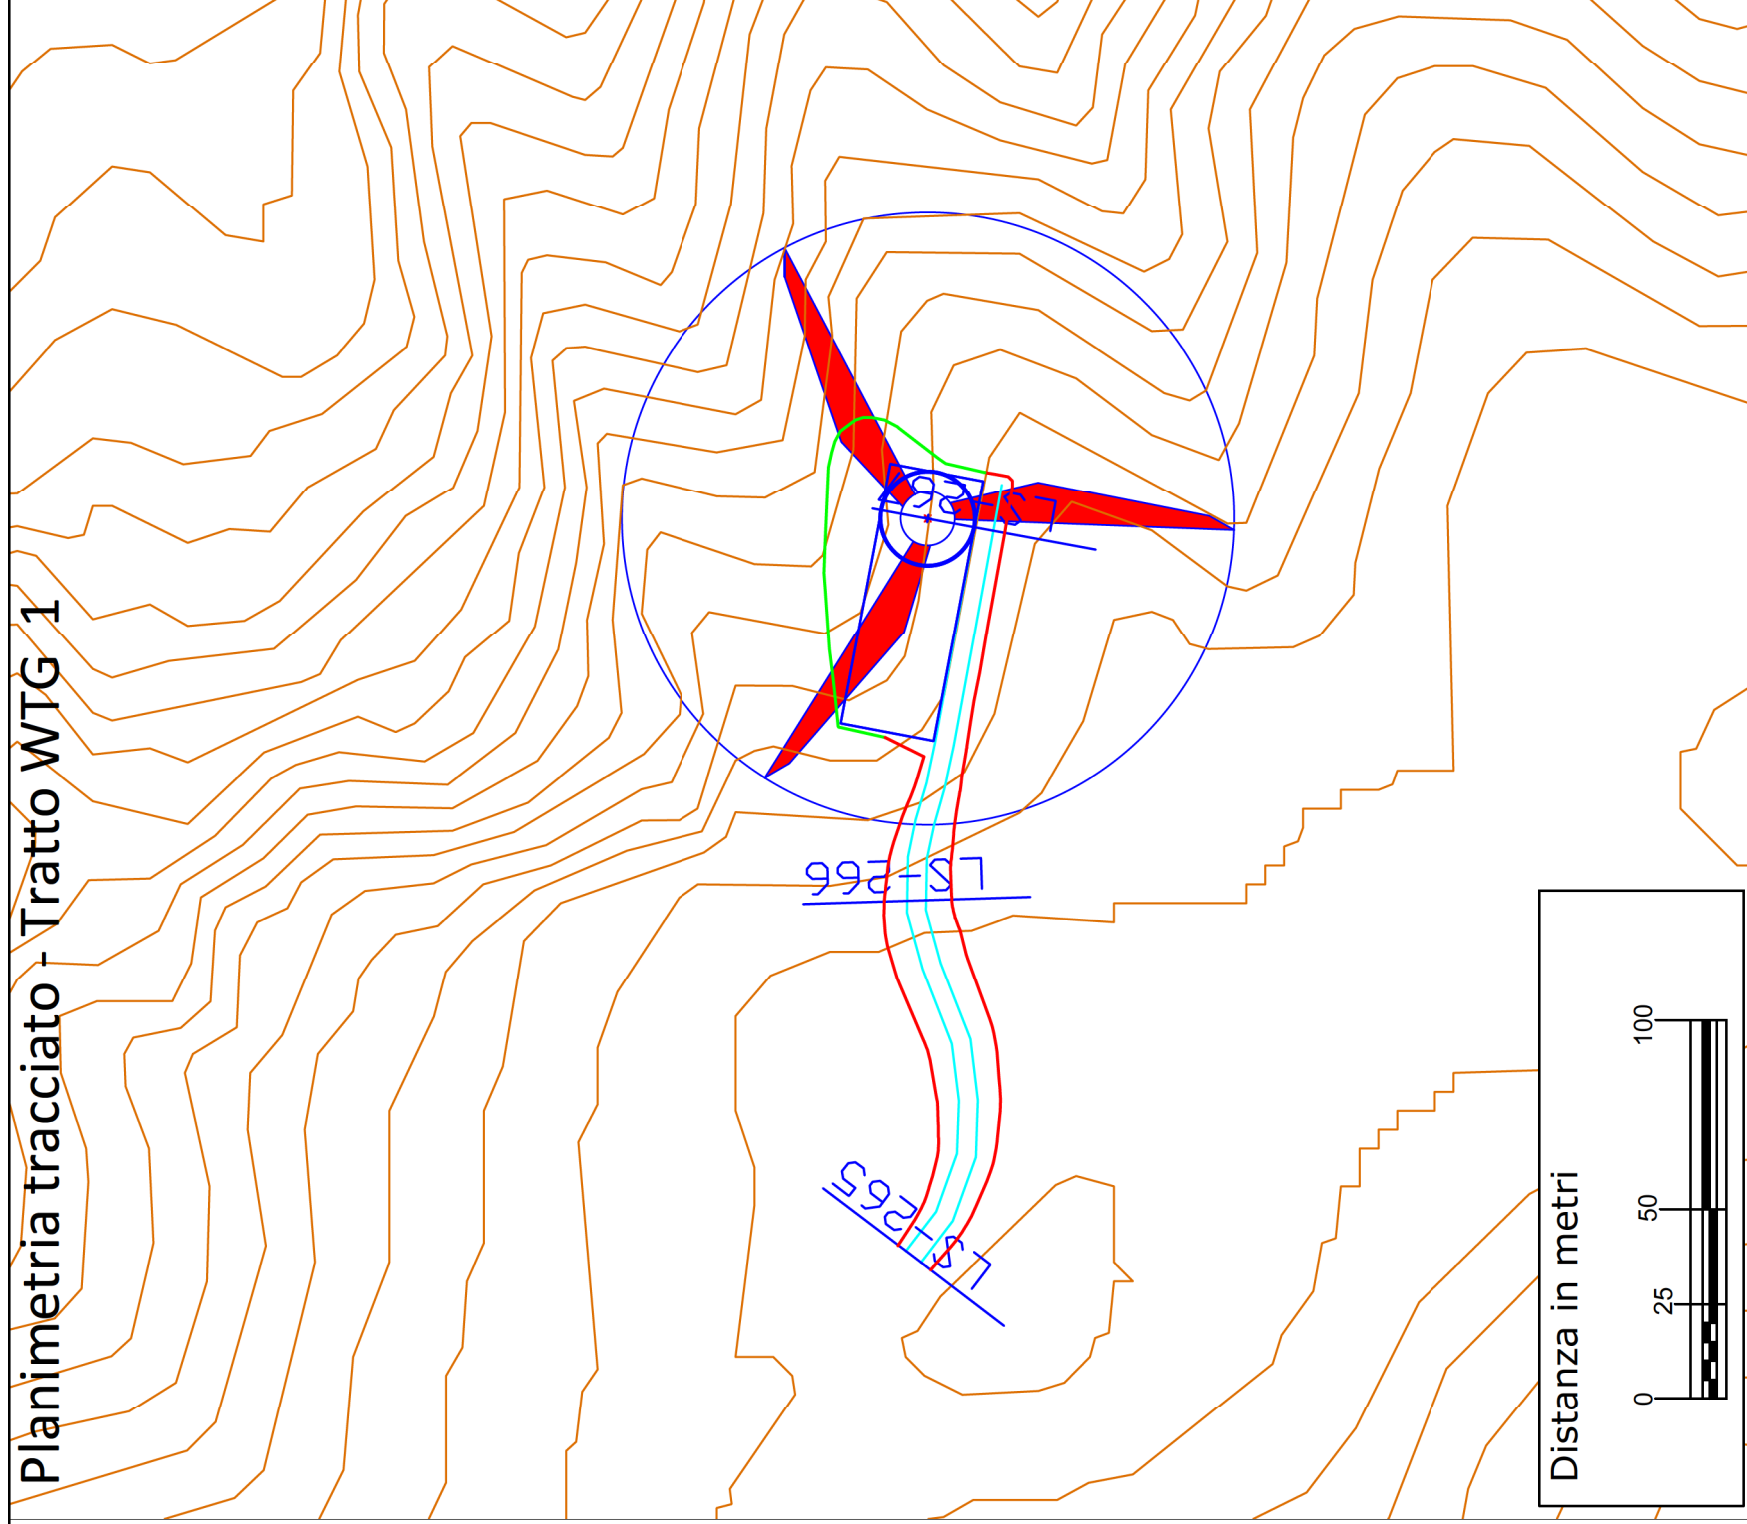 Planimetria tracciato - Tratto WTG 1
LS-266
LS-265
Distanza in metri
0 25 50 100